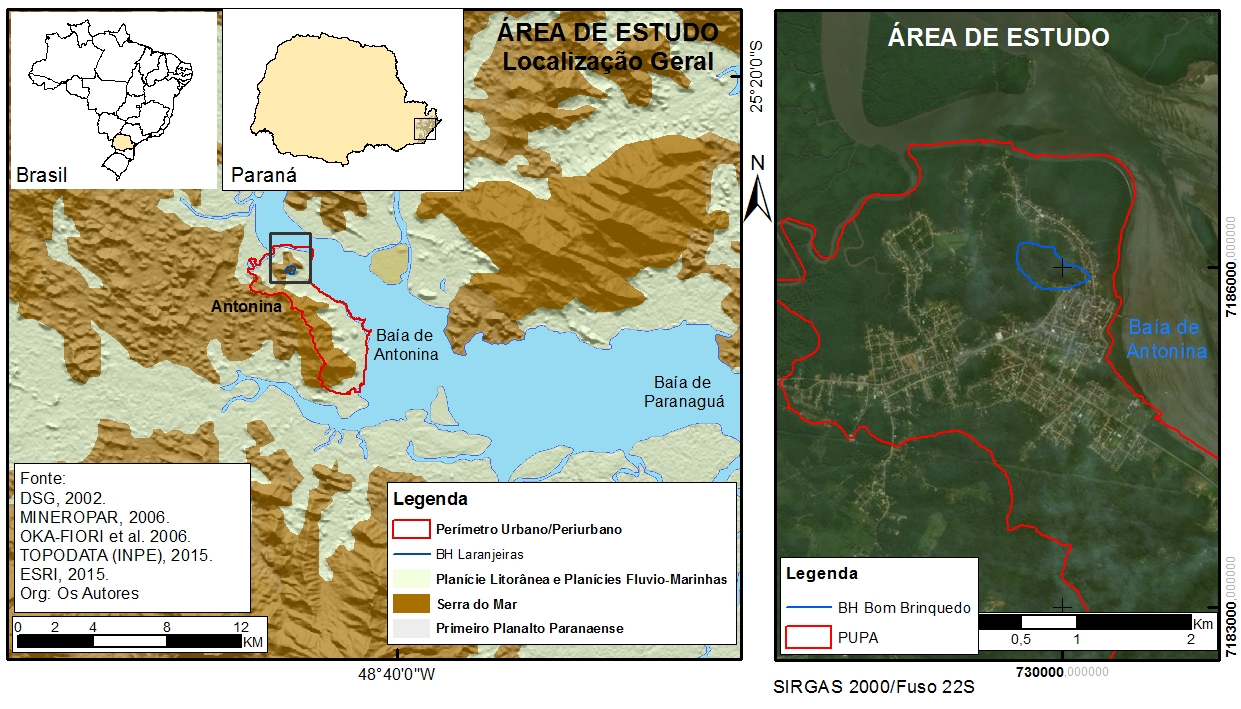 ÁREA DE ESTUDO
Localização Geral
Brasil
Paraná
Antonina
Baía de
Antonina
Baía de
Paranaguá
Fonte:
DSG, 2002.
MINEROPAR, 2006.
OKA-FIORI et al. 2006.
TOPODATA (INPE), 2015.
ESRI, 2015.
Org: Os Autores
0 2 4 8 12
KM
Legenda
Perímetro Urbano/Periurbano
BH Laranjeiras
Planície Litorânea e Planícies Fluvio-Marinhas
Serra do Mar
Primeiro Planalto Paranaense
48°40'0"W
25°20'0"S
N
ÁREA DE ESTUDO
Baía de
Antonina
7186000,000000
7183000,000000
Legenda
BH Bom Brinquedo
PUPA
Km
0,5 1 2
730000,000000
SIRGAS 2000/Fuso 22S